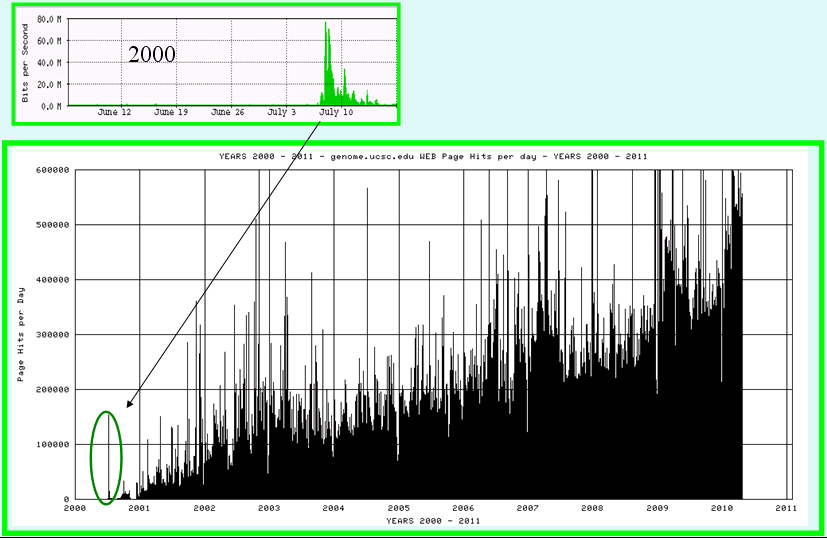 80.0 M
60.0 M
40.0 M
20.0 M
0.0 M
Bits per Second
2000
June 12 June 19 June 26 July 3 July 10
YEARS 2000 - 2011 - genome.ucsc.edu WEB Page Hits per day - YEARS 2000 - 2011
600000
500000
400000
300000
200000
100000
0
Page Hits per Day
2000 2001 2002 2003 2004 2005 2006 2007 2008 2009 2010 2011
YEARS 2000 - 2011